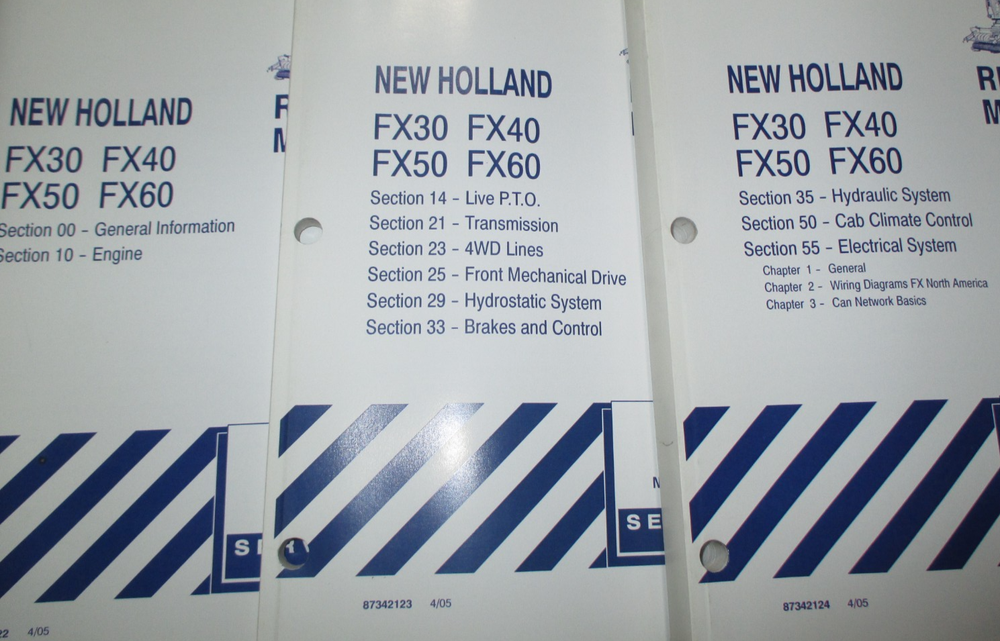 NEW HOLLAND
FX30 FX40
FX50 FX60
Section 00 - General Information
Section 10 - Engine
S
22 4/05
R
M
NEW HOLLAND
FX30 FX40
FX50 FX60
Section 14 - Live P.T.O.
Section 21 - Transmission
Section 23 - 4WD Lines
Section 25 - Front Mechanical Drive
Section 29 - Hydrostatic System
Section 33 - Brakes and Control
N
SE
87342123 4/05
NEW HOLLAND
FX30 FX40
FX50 FX60
Section 35 - Hydraulic System
Section 50 - Cab Climate Control
Section 55 - Electrical System
Chapter 1 - General
Chapter 2 - Wiring Diagrams FX North America
Chapter 3 - Can Network Basics
87342124 4/05
R
M